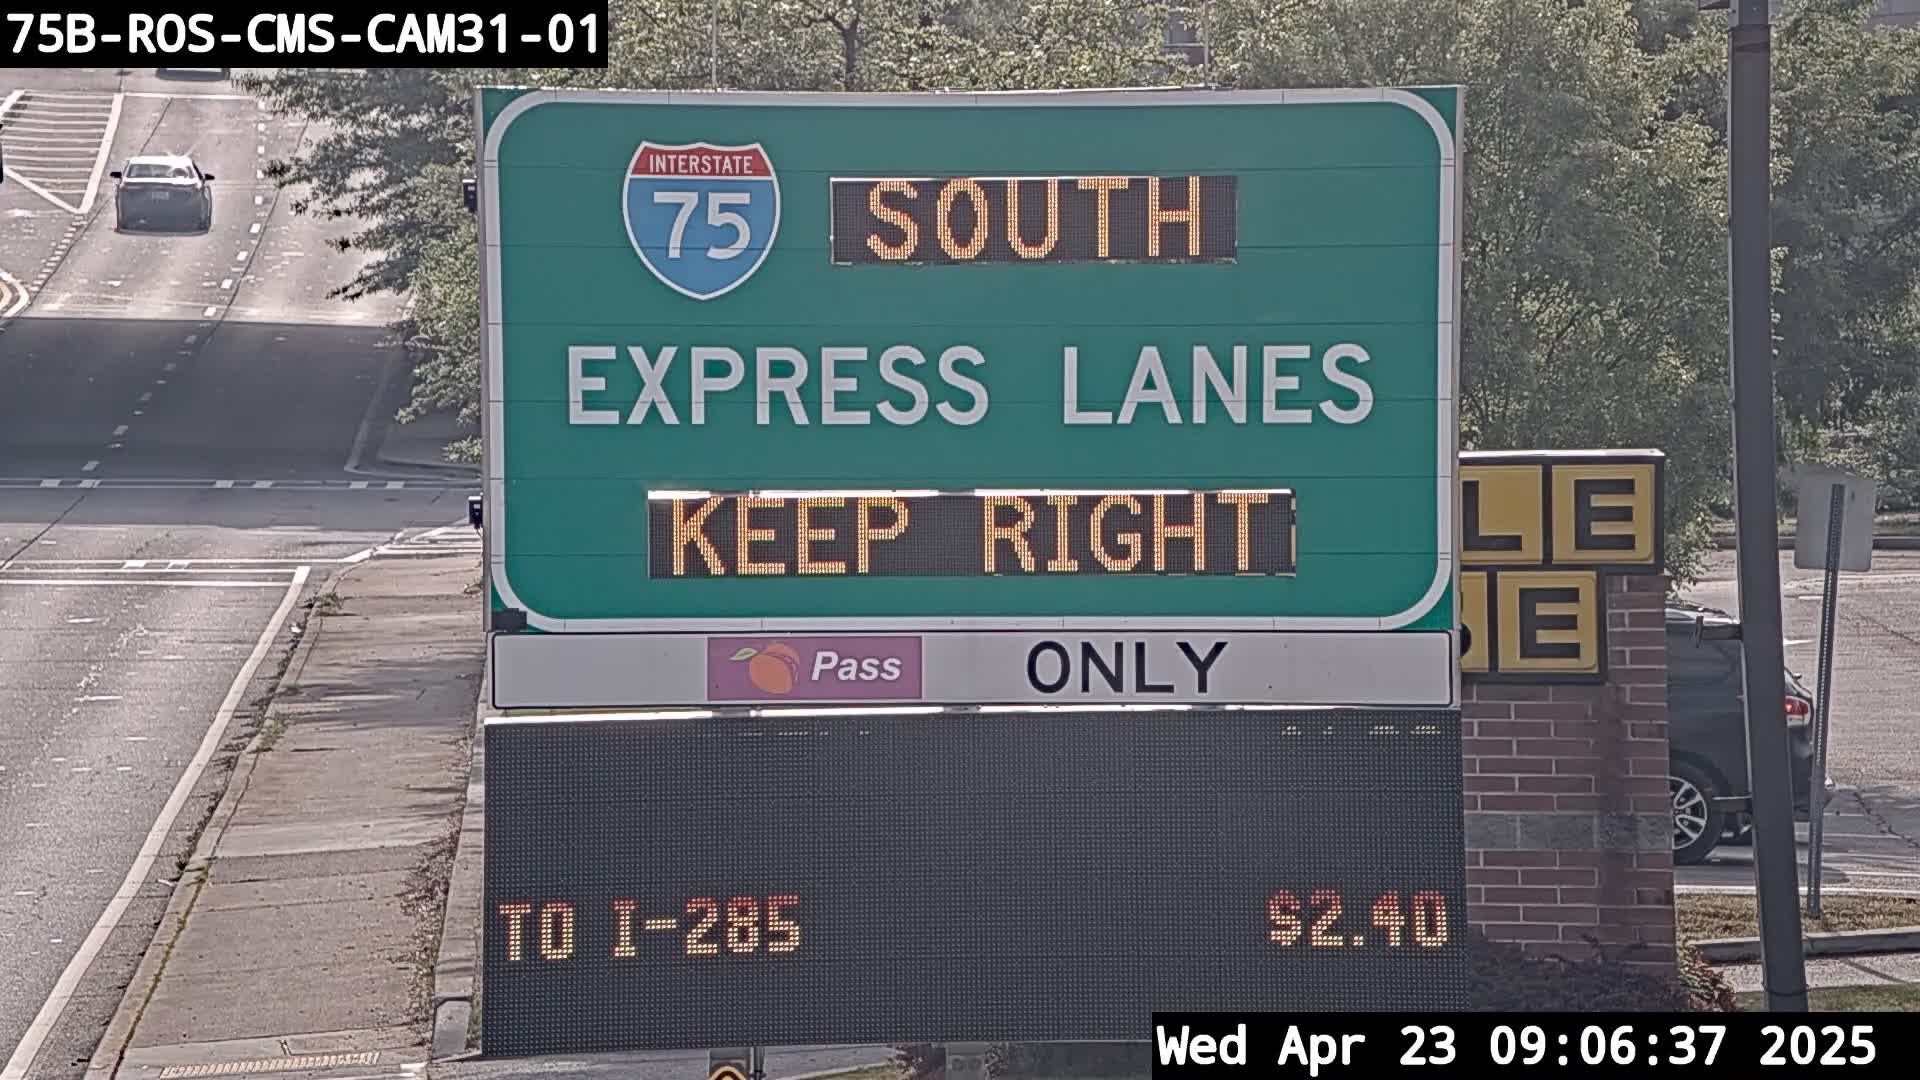 75B-ROS-CMS-CAM31-01
INTERSTATE
75
SOUTH
EXPRESS LANES
KEEP RIGHT
Pass ONLY
TO I-285 $2.40
LE
E
Wed Apr 23 09:06:37 2025